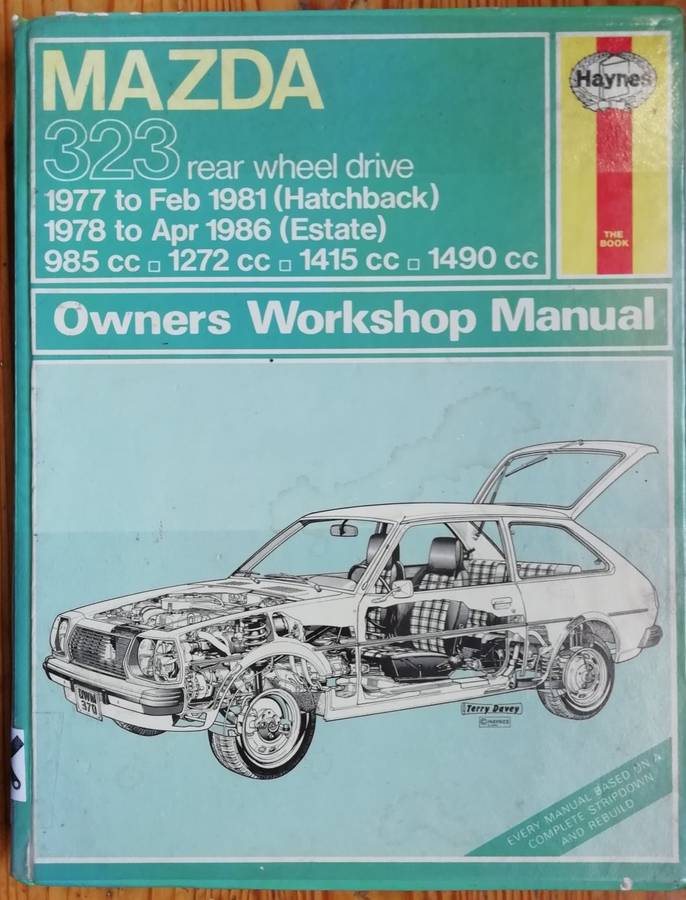 MAZDA
323 rear wheel drive
1977 to Feb 1981 (Hatchback)
1978 to Apr 1986 (Estate)
985 cc □ 1272 cc □ 1415 cc □ 1490 cc
Haynes
THE
BOOK
Owners Workshop Manual
OWM
370
Terry Davey
© HAYNES
EVERY MANUAL BASED ON A
COMPLETE STRIPDOWN
AND REBUILD